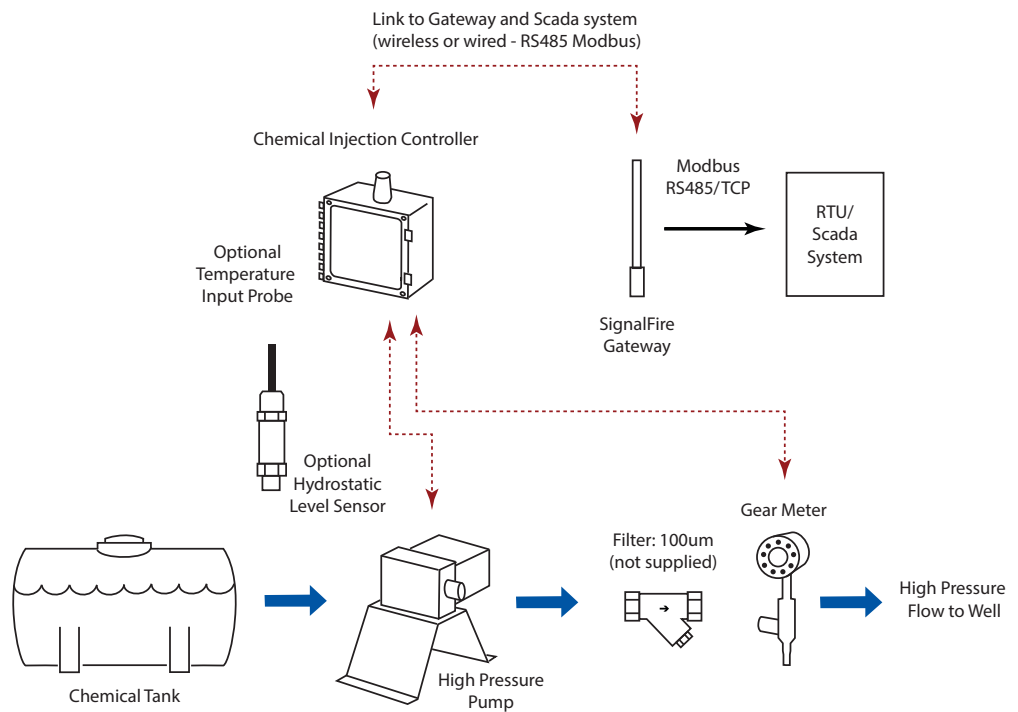 Link to Gateway and Scada system
(wireless or wired - RS485 Modbus)
Chemical Injection Controller
Modbus
RS485/TCP
RTU/
Scada
System
Optional
Temperature
Input Probe
SignalFire
Gateway
Optional
Hydrostatic
Level Sensor
Gear Meter
Filter: 100um
(not supplied)
High Pressure
Flow to Well
Chemical Tank
High Pressure
Pump